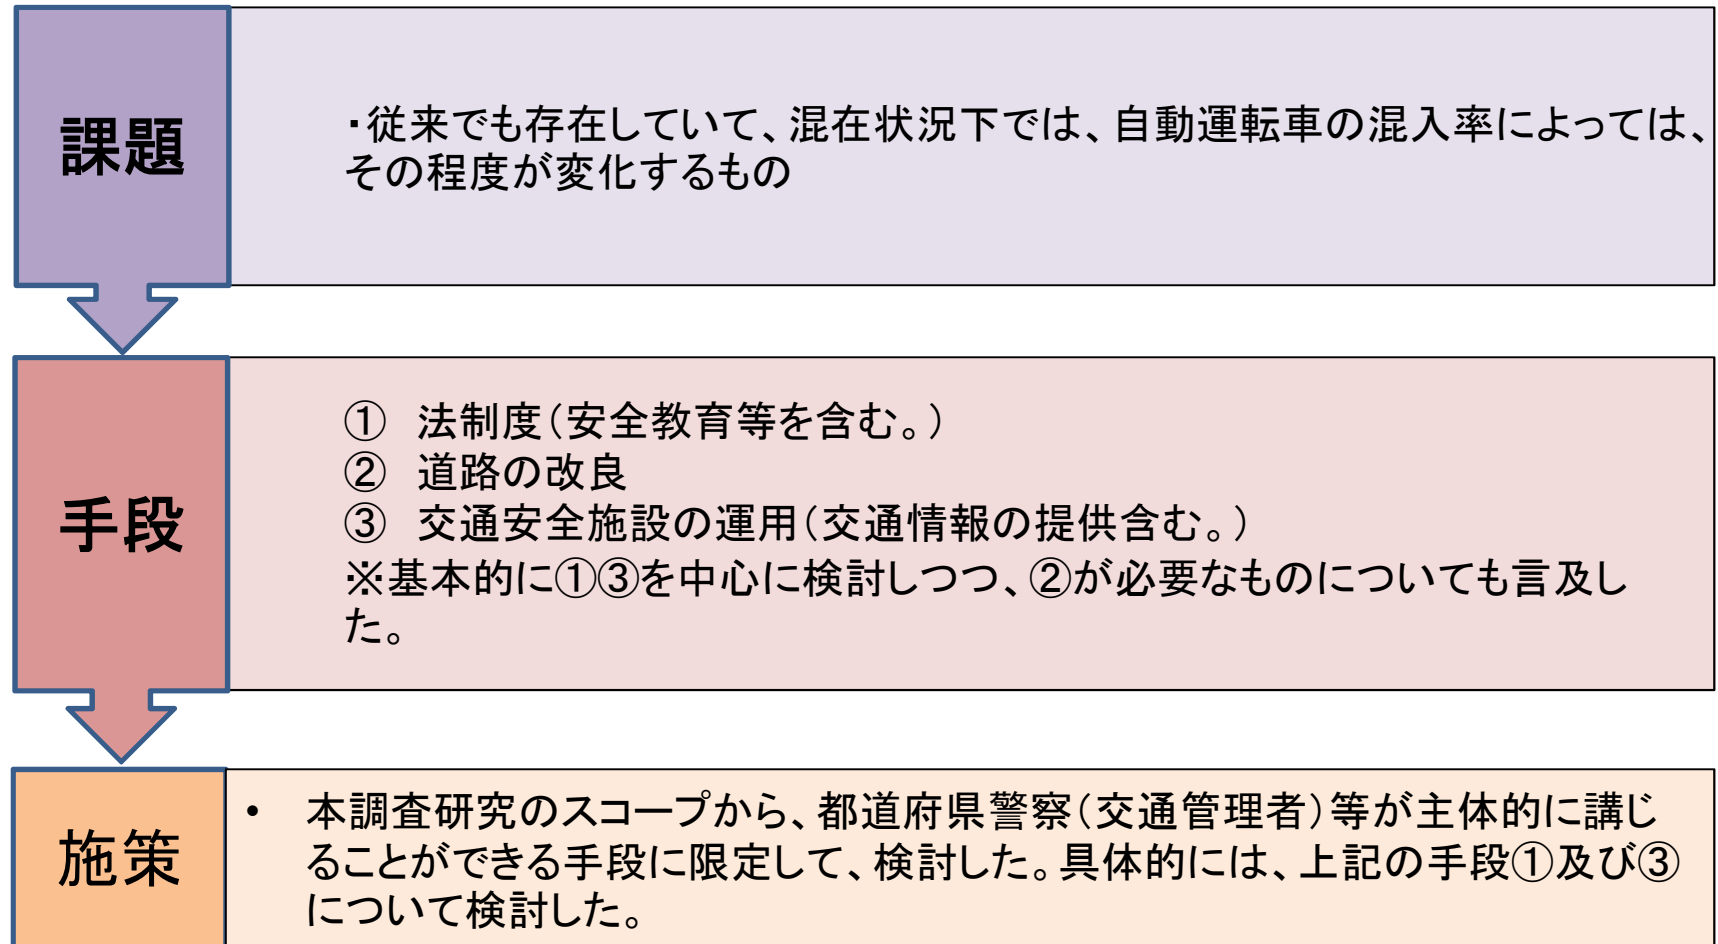 課題
・従来でも存在していて、混在状況下では、自動運転車の混入率によっては、
その程度が変化するもの
手段
① 法制度（安全教育等を含む。）
② 道路の改良
③ 交通安全施設の運用（交通情報の提供含む。）
※基本的に①③を中心に検討しつつ、②が必要なものについても言及し
た。
施策
• 本調査研究のスコープから、都道府県警察（交通管理者）等が主体的に講じ
ることができる手段に限定して、検討した。具体的には、上記の手段①及び③
について検討した。